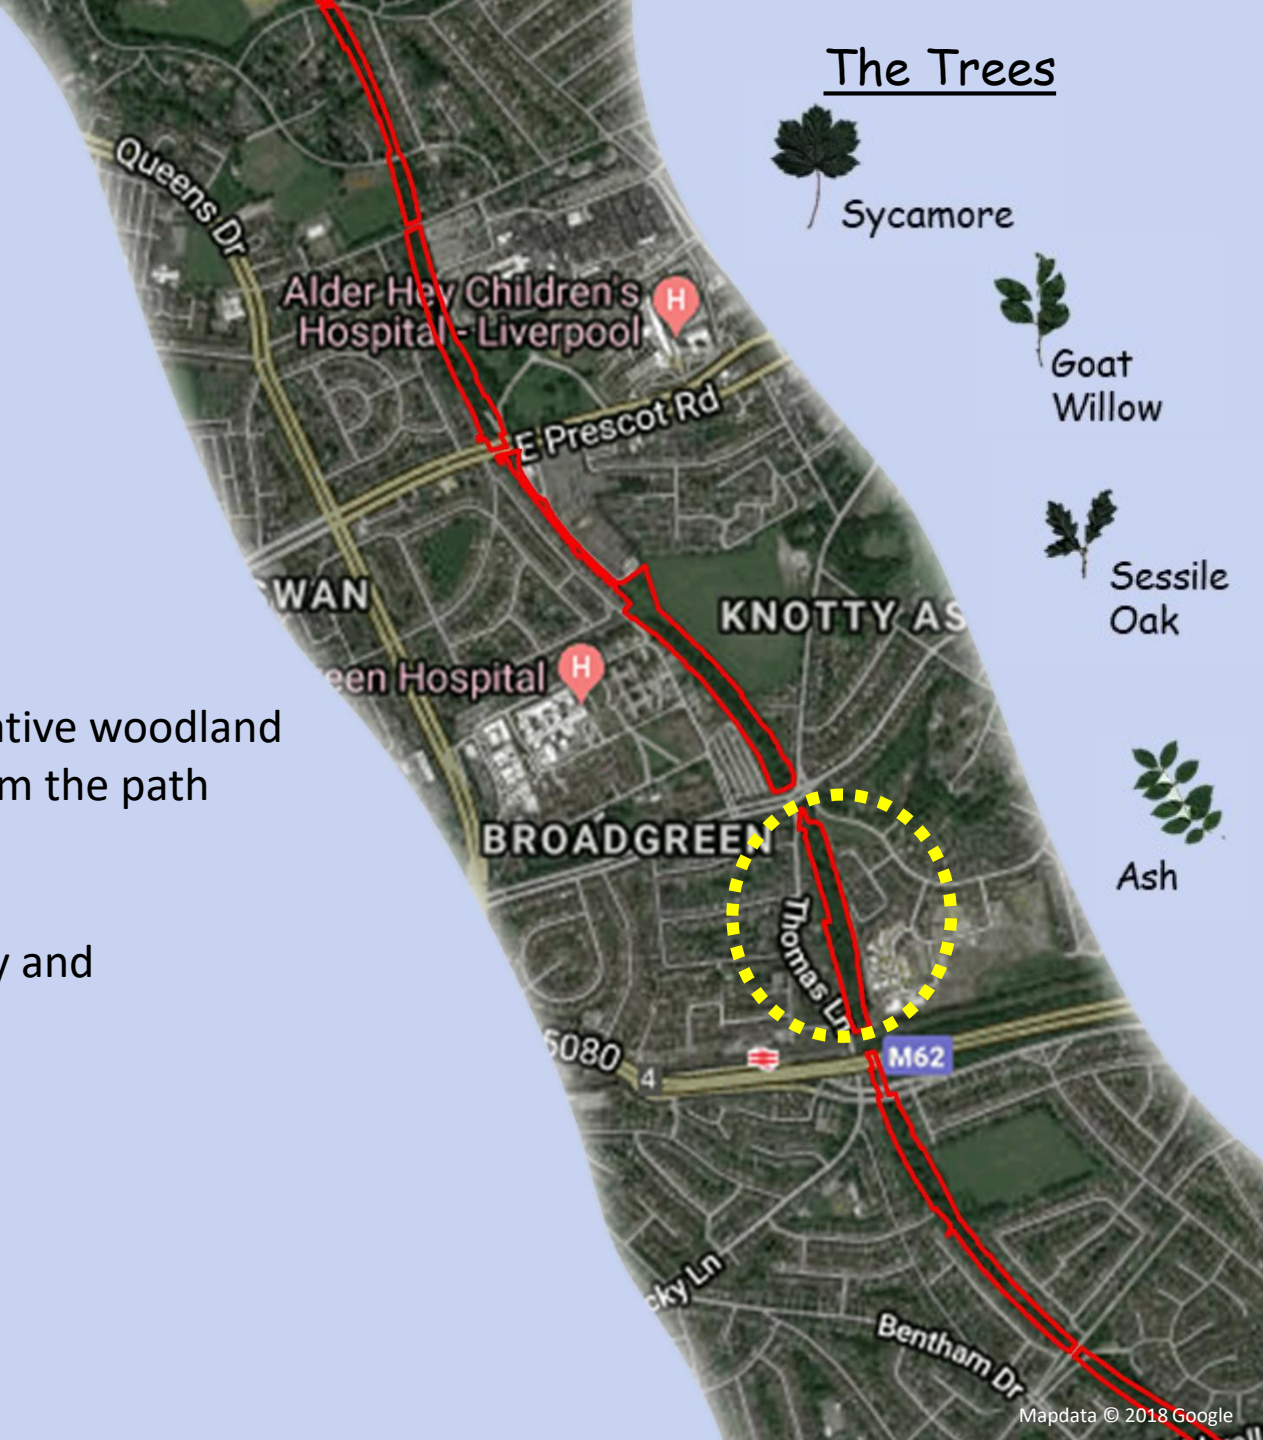 The Trees
Sycamore
Goat
Willow
Sessile
Oak
Ash
Queens Dr
Alder Hey Children's
Hospital - Liverpool
H
E Prescot Rd
WAN
KNOTTY AS
een Hospital
H
ative woodland
m the path
BROADGREEN
Thomas Ln
y and
5080
4
M62
cky Ln
Bentham Dr
Mapdata © 2018 Google